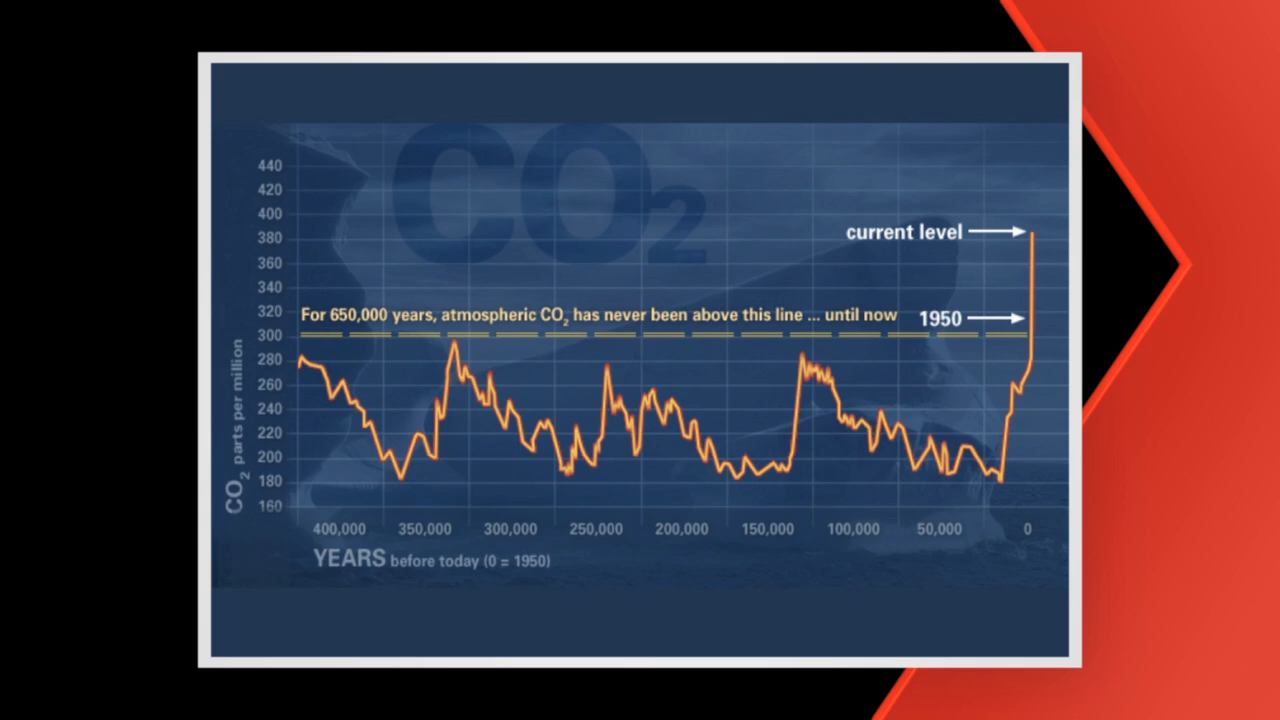 CO2
440
420
400
380
360
340
320
300
280
260
240
220
200
180
160
CO2 parts per million
current level
For 650,000 years, atmospheric CO2 has never been above this line ... until now
1950
400,000 350,000 300,000 250,000 200,000 150,000 100,000 50,000 0
YEARS before today (0 = 1950)